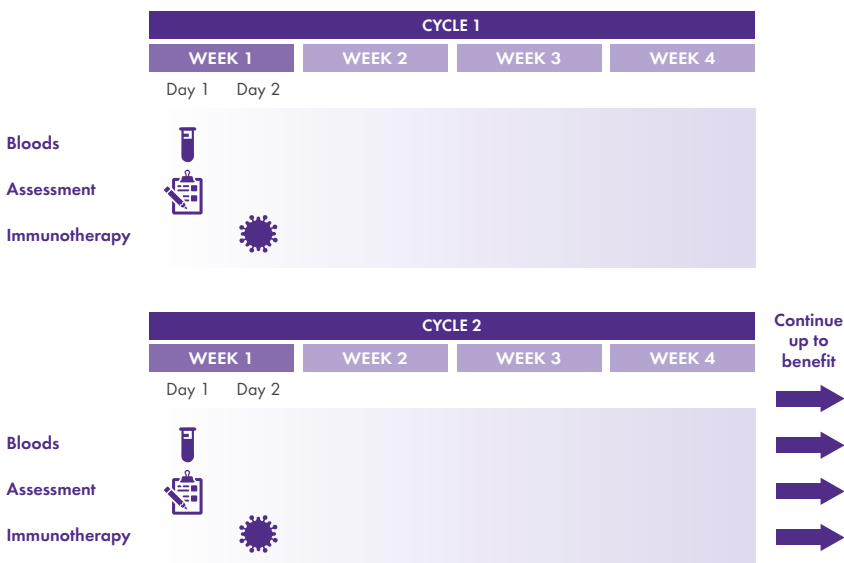 CYCLE 1
WEEK 1 WEEK 2 WEEK 3 WEEK 4
Day 1 Day 2
Bloods
Assessment
Immunotherapy
CYCLE 2
Continue
up to
benefit
WEEK 1 WEEK 2 WEEK 3 WEEK 4
Day 1 Day 2
Bloods
Assessment
Immunotherapy